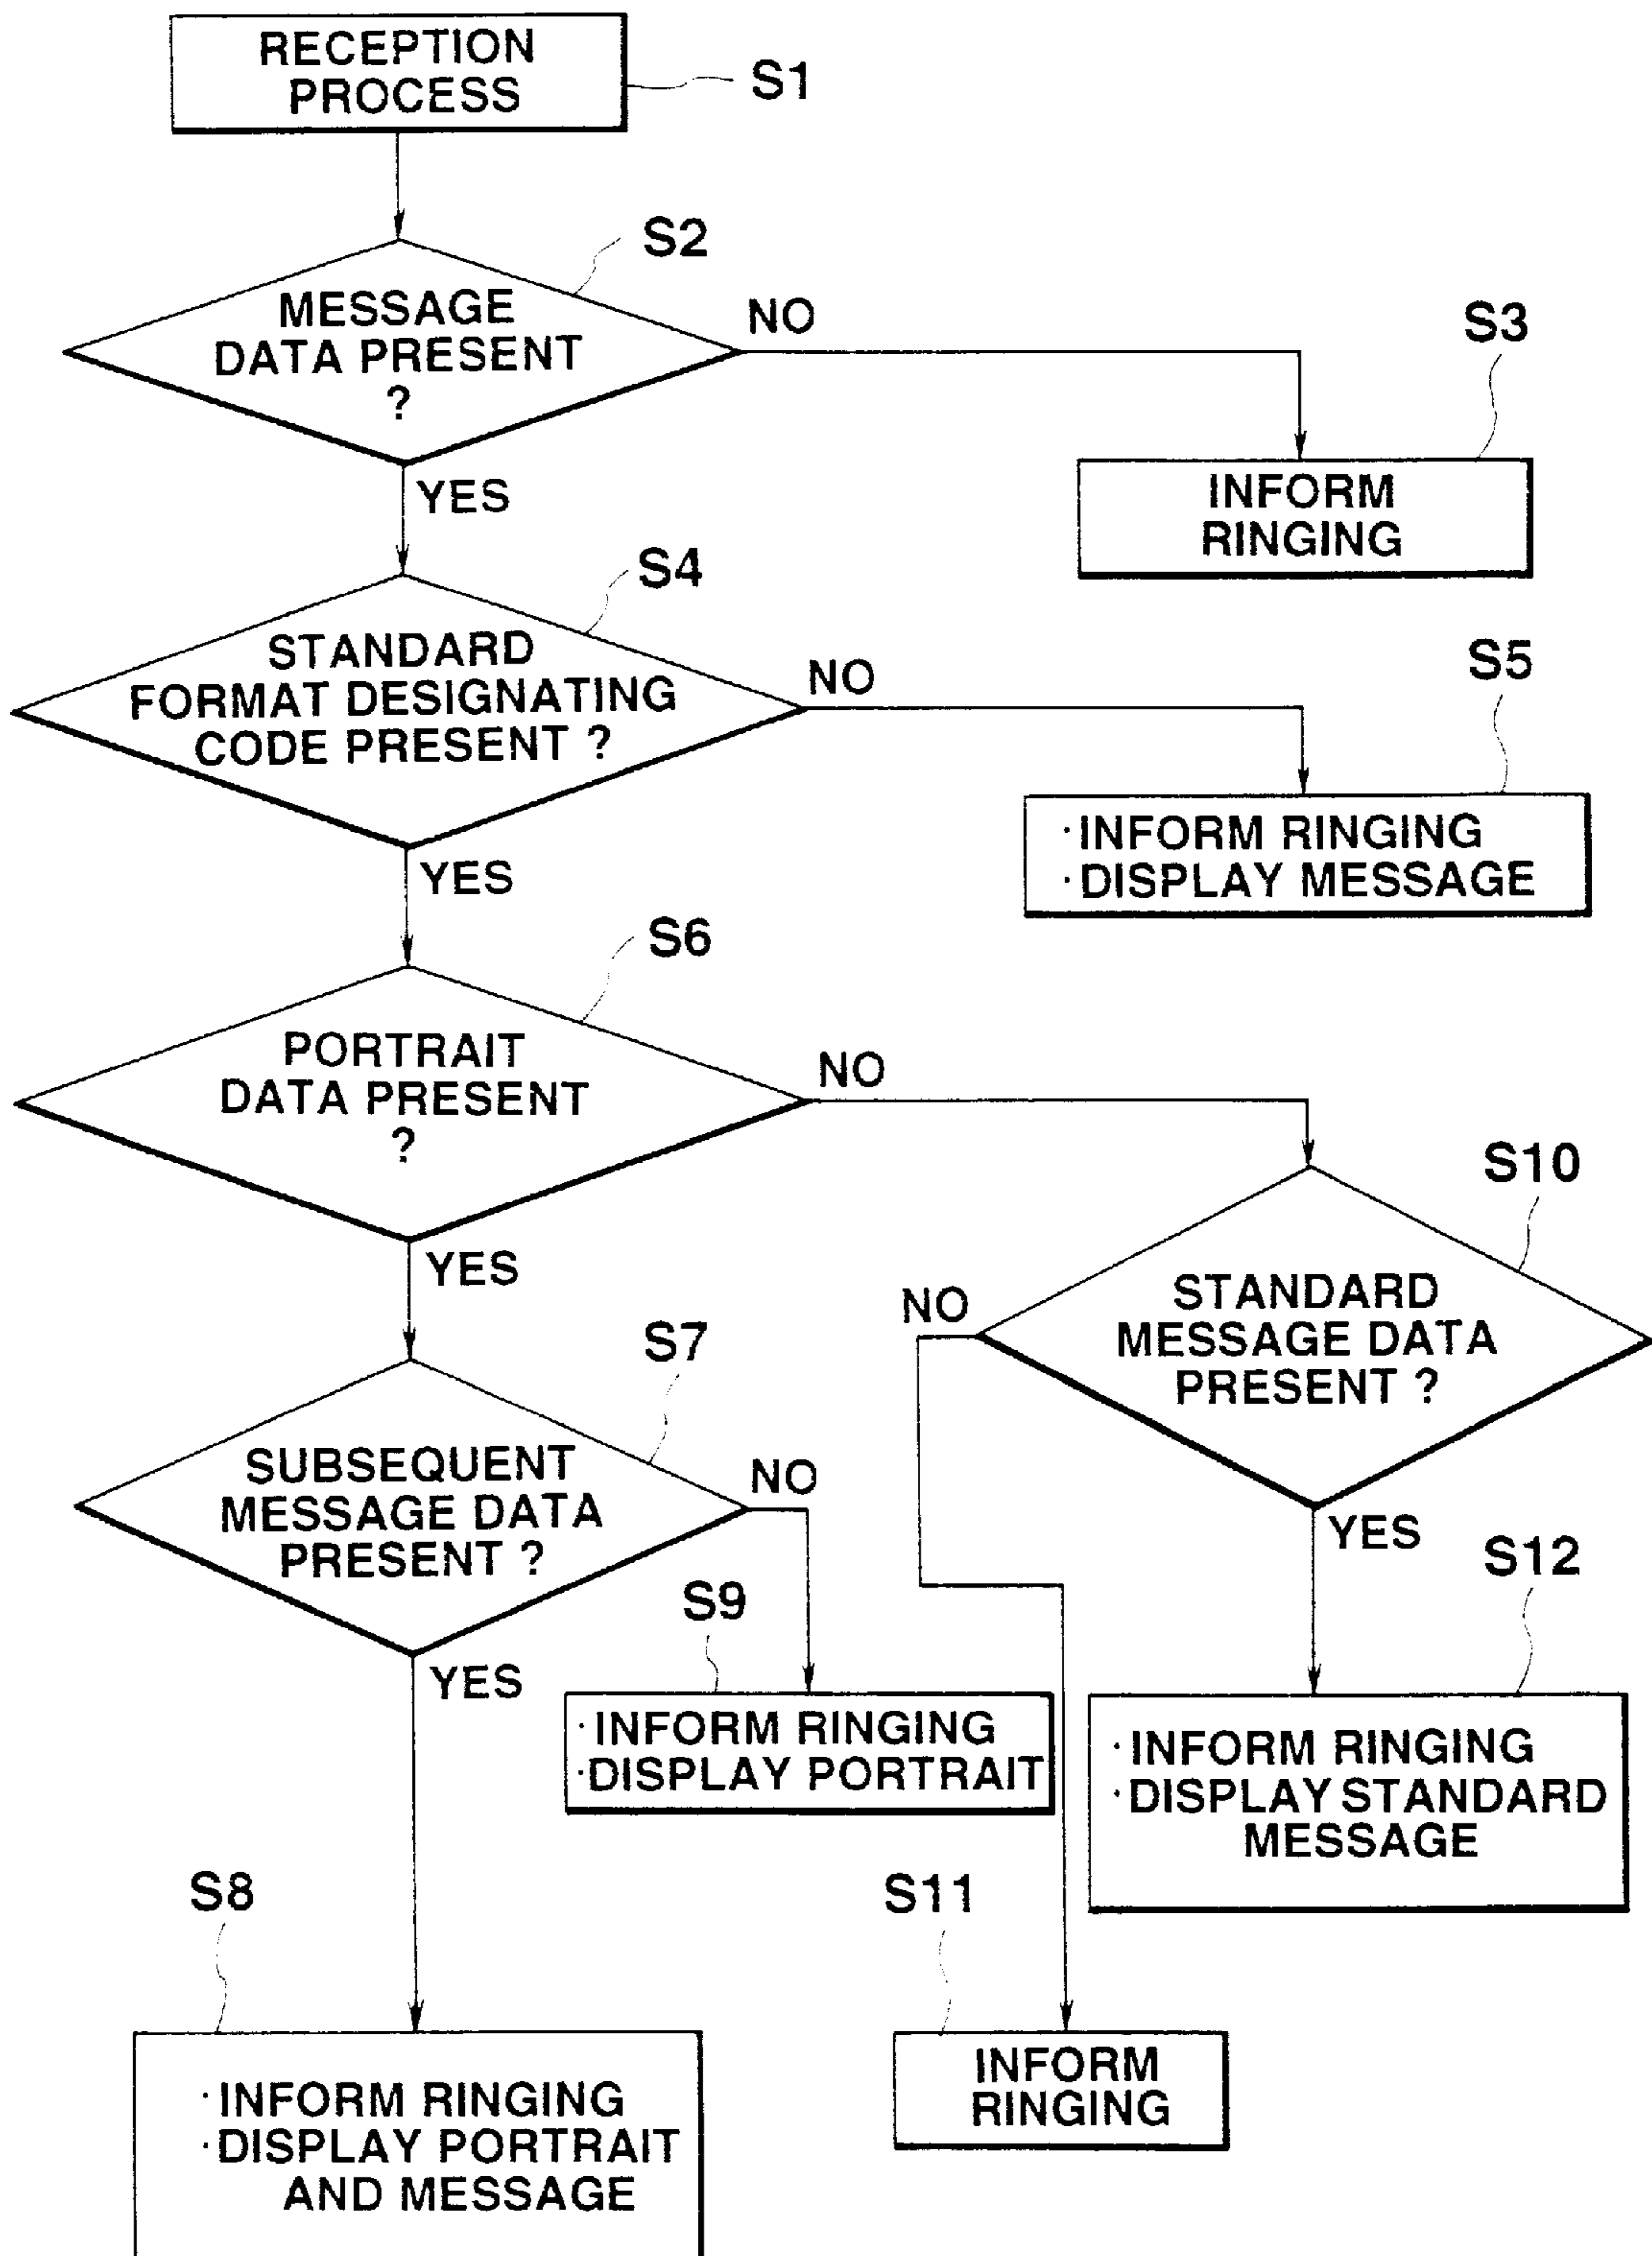 RECEPTION
PROCESS
S1
S2
MESSAGE
DATA PRESENT
?
NO
S3
INFORM
RINGING
YES
S4
STANDARD
FORMAT DESIGNATING
CODE PRESENT ?
NO
S5
·INFORM RINGING
·DISPLAY MESSAGE
YES
S6
PORTRAIT
DATA PRESENT
?
NO
S10
STANDARD
MESSAGE DATA
PRESENT ?
NO
YES
S7
SUBSEQUENT
MESSAGE DATA
PRESENT ?
NO
YES
S12
S9
·INFORM RINGING
·DISPLAY PORTRAIT
·INFORM RINGING
·DISPLAY STANDARD
MESSAGE
YES
S8
S11
·INFORM RINGING
·DISPLAY PORTRAIT
AND MESSAGE
INFORM
RINGING